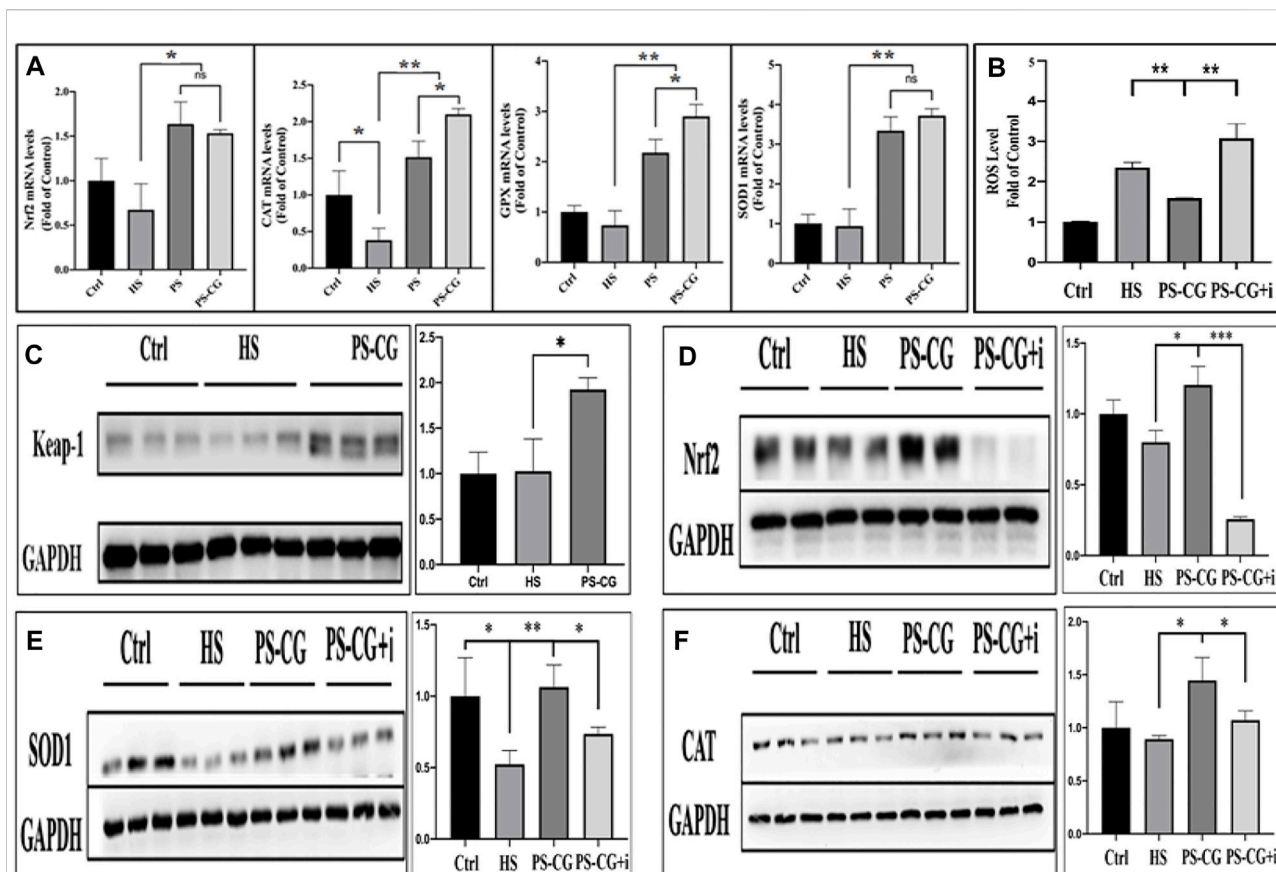 A
Nrf2 mRNA levels
(Fold of Control)
2.5
2.0
1.5
1.0
0.5
0.0
*
ns
Ctrl
HS
PS
PS-CG
CAT mRNA levels
(Fold of Control)
2.5
2.0
1.5
1.0
0.5
0.0
*
**
*
Ctrl
HS
PS
PS-CG
GPX mRNA levels
(Fold of Control)
4
3
2
1
0
**
*
Ctrl
HS
PS
PS-CG
SOD1 mRNA levels
(Fold of Control)
5
4
3
2
1
0
**
ns
Ctrl
HS
PS
PS-CG
B
ROS Level
Fold of Control
5
4
3
2
1
0
** **
Ctrl HS PS-CG PS-CG+i
C
Ctrl HS PS-CG
Keap-1
GAPDH
2.5
2.0
1.5
1.0
0.5
0.0
*
Ctrl HS PS-CG
D
Ctrl HS PS-CG PS-CG+i
Nrf2
GAPDH
1.5
1.0
0.5
0.0
* ***
Ctrl HS PS-CG PS-CG+i
E
Ctrl HS PS-CG PS-CG+i
SOD1
GAPDH
1.5
1.0
0.5
0.0
* ** *
Ctrl HS PS-CG PS-CG+i
F
Ctrl HS PS-CG PS-CG+i
CAT
GAPDH
2.0
1.5
1.0
0.5
0.0
* *
Ctrl HS PS-CG PS-CG+i